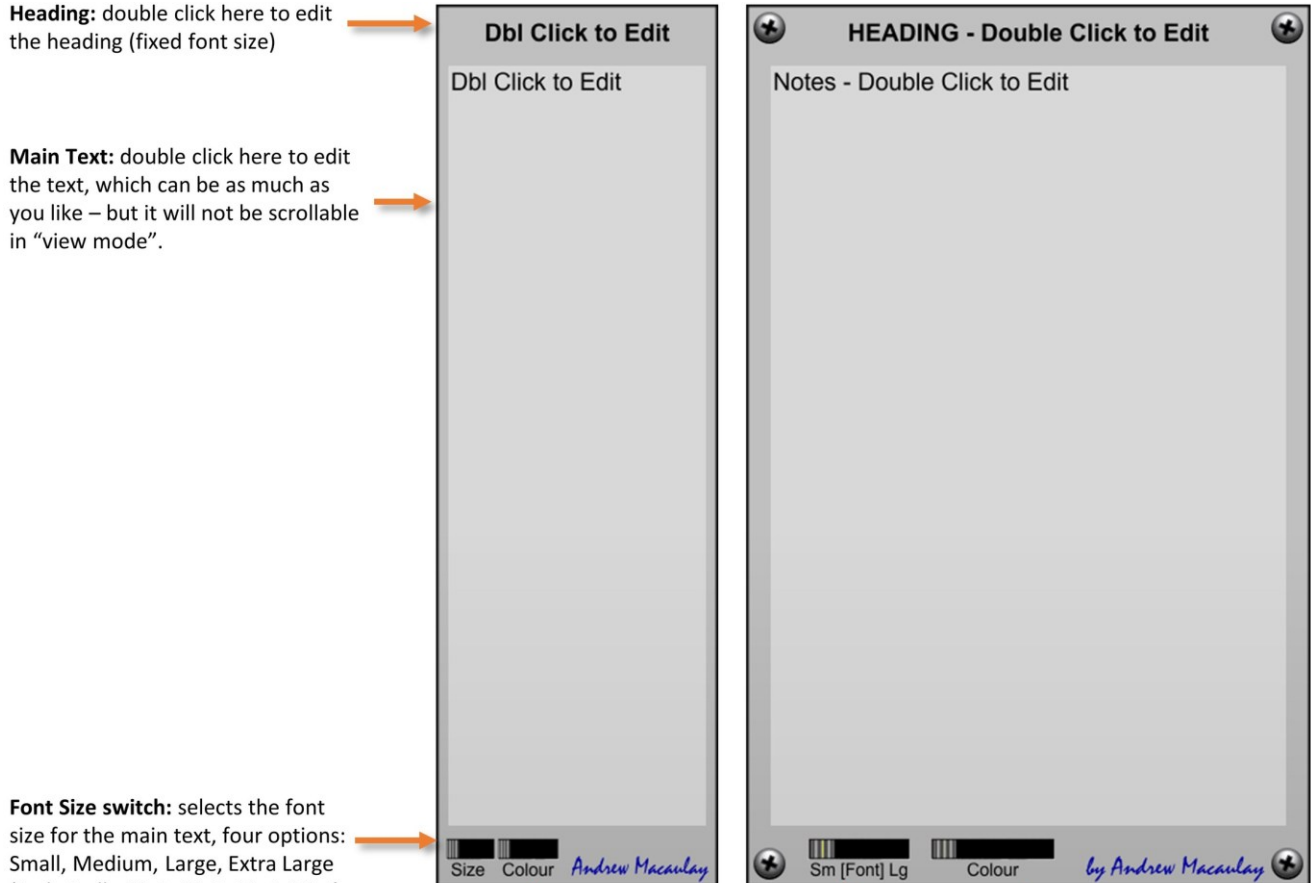 Heading: double click here to edit
the heading (fixed font size)
Main Text: double click here to edit
the text, which can be as much as
you like – but it will not be scrollable
in “view mode”.
Font Size switch: selects the font
size for the main text, four options:
Small, Medium, Large, Extra Large
Dbl Click to Edit
Dbl Click to Edit
Size Colour Andrew Macaulay
HEADING - Double Click to Edit
Notes - Double Click to Edit
Sm [Font] Lg Colour by Andrew Macaulay